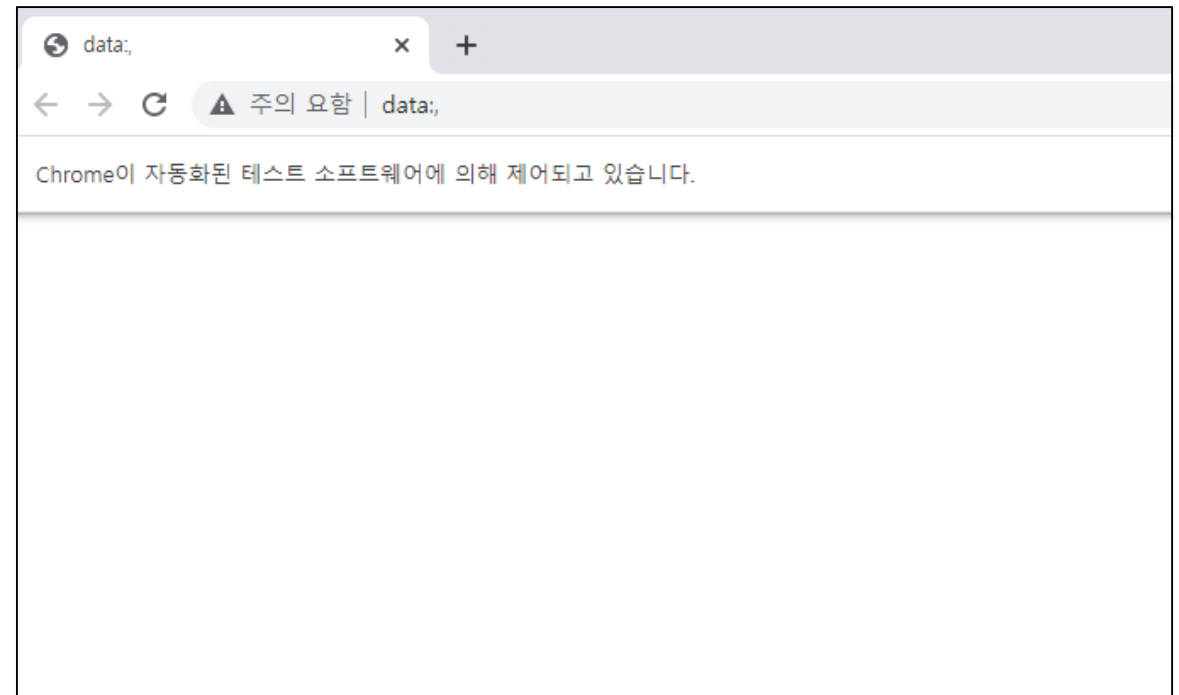 data:,
주의 요함 | data:,
Chrome이 자동화된 테스트 소프트웨어에 의해 제어되고 있습니다.